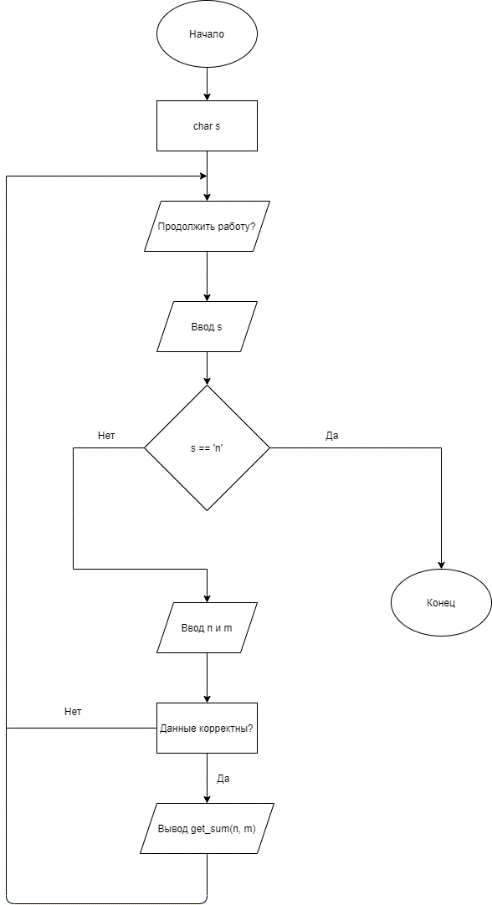 Начало
char s
Продолжить работу?
Ввод s
Нет
Да
s == 'n'
Конец
Ввод n и m
Нет
Данные корректны?
Да
Вывод get_sum(n, m)